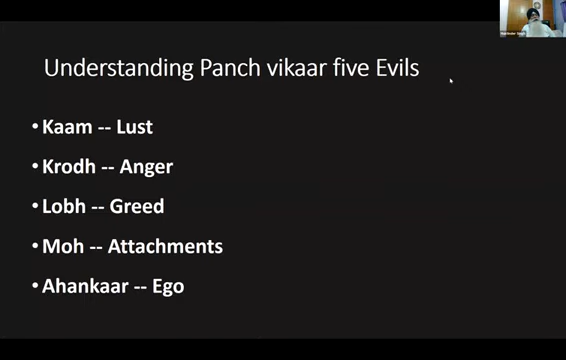 Understanding Panch vikaar five Evils
• Kaam -- Lust
• Krodh -- Anger
• Lobh -- Greed
• Moh -- Attachments
• Ahankaar -- Ego